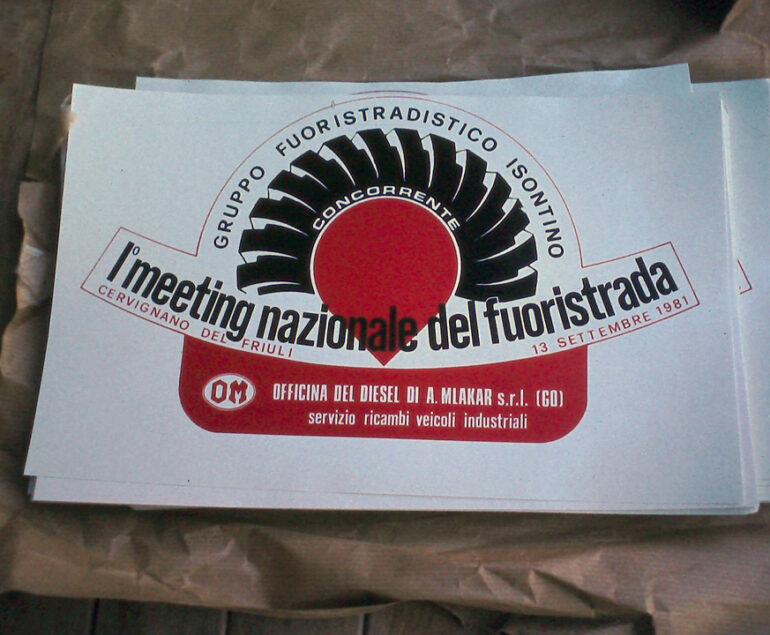 GRUPPO FUORISTRADISTICO ISONTINO
CONCORRENTE
1° meeting nazionale del fuoristrada
CERVIGNANO DEL FRIULI
13 SETTEMBRE 1981
OM
OFFICINA DEL DIESEL DI A. MLAKAR s.r.l. (GO)
servizio ricambi veicoli industriali